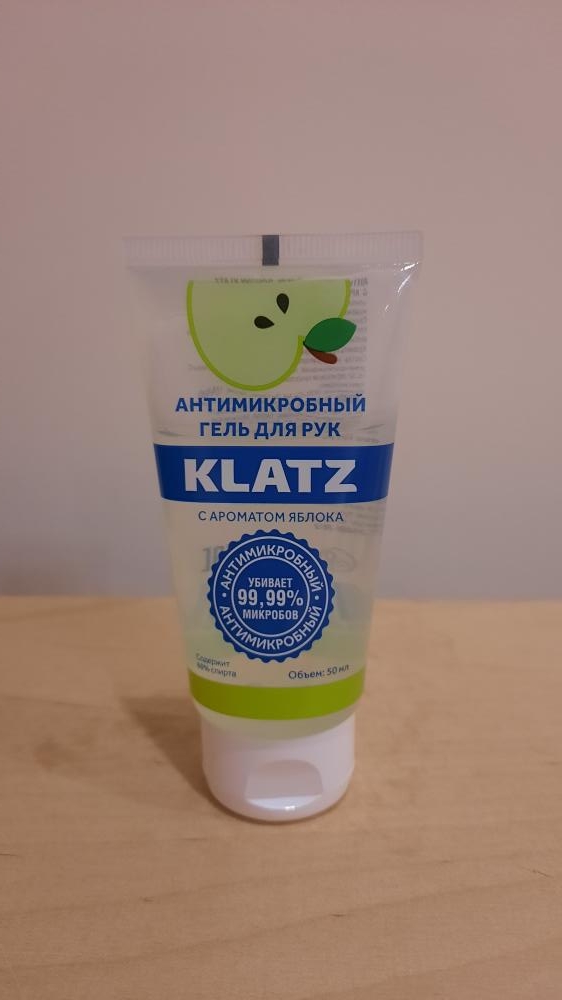 АНТИМИКРОБНЫЙ
ГЕЛЬ ДЛЯ РУК
KLATZ
С АРОМАТОМ ЯБЛОКА
• АНТИМИКРОБНЫЙ •
УБИВАЕТ
99,99%
МИКРОБОВ
АНТИМИКРОБНЫЙ
Содержит
спирта
Объем: 50 мл